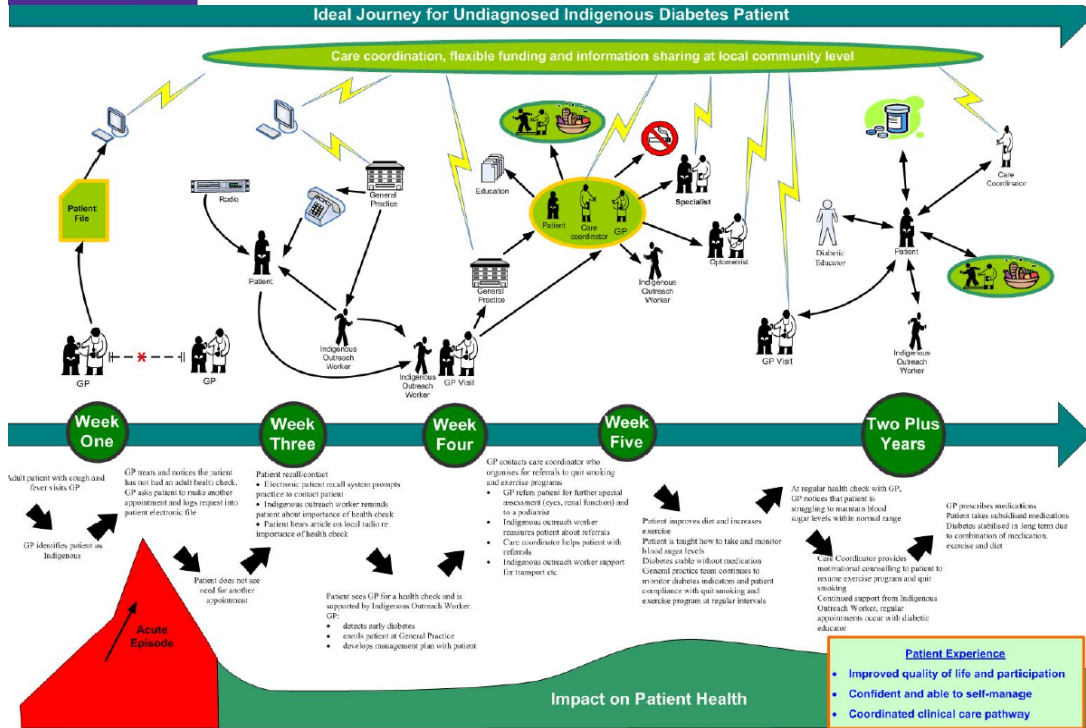 Ideal Journey for Undiagnosed Indigenous Diabetes Patient
Care coordination, flexible funding and information sharing at local community level
Patient
File
GP
GP
Radio
General
Practice
Patient
Indigenous
Outreach
Worker
Indigenous
Outreach
Worker
GP Visit
General
Practice
Education
Patient
Care
coordinator
GP
Specialist
Optometrist
Indigenous
Outreach
Worker
Care
Coordinator
Diabetic
Educator
Patient
GP Visit
Indigenous
Outreach
Worker
Week
One
Week
Three
Week
Four
Week
Five
Two Plus
Years
Adult patient with cough and
fever visits GP
GP identifies patient as
Indigenous
GP treats and notices the patient
has not had an adult health check.
GP asks patient to make another
appointment and logs request into
patient electronic file
Patient does not see
need for another
appointment
Patient recall/contact
• Electronic patient recall system prompts
practice to contact patient
• Indigenous outreach worker reminds
patient about importance of health check
• Patient hears article on local radio re
importance of health check
Patient sees GP for a health check and is
supported by Indigenous Outreach Worker.
GP:
• detects early diabetes
• enrols patient at General Practice
• develops management plan with patient
GP contacts care coordinator who
organises for referrals to quit smoking
and exercise programs
• GP refers patient for further special
assessment (eyes, renal function) and
to a podiatrist
• Indigenous outreach worker
reassures patient about referrals
• Care coordinator helps patient with
referrals
• Indigenous outreach worker support
for transport etc
Patient improves diet and increases
exercise
Patient is taught how to take and monitor
blood sugar levels
Diabetes stable without medication
General practice team continues to
monitor diabetes indicators and patient
compliance with quit smoking and
exercise program at regular intervals
At regular health check with GP,
GP notices that patient is
struggling to maintain blood
sugar levels within normal range
Care Coordinator provides
motivational counselling to patient to
resume exercise program and quit
smoking
Continued support from Indigenous
Outreach Worker, regular
appointments occur with diabetic
educator
GP prescribes medications
Patient takes subsidised medications
Diabetes stabilised in long term due
to combination of medication,
exercise and diet
Acute
Episode
Impact on Patient Health
Patient Experience
• Improved quality of life and participation
• Confident and able to self-manage
• Coordinated clinical care pathway